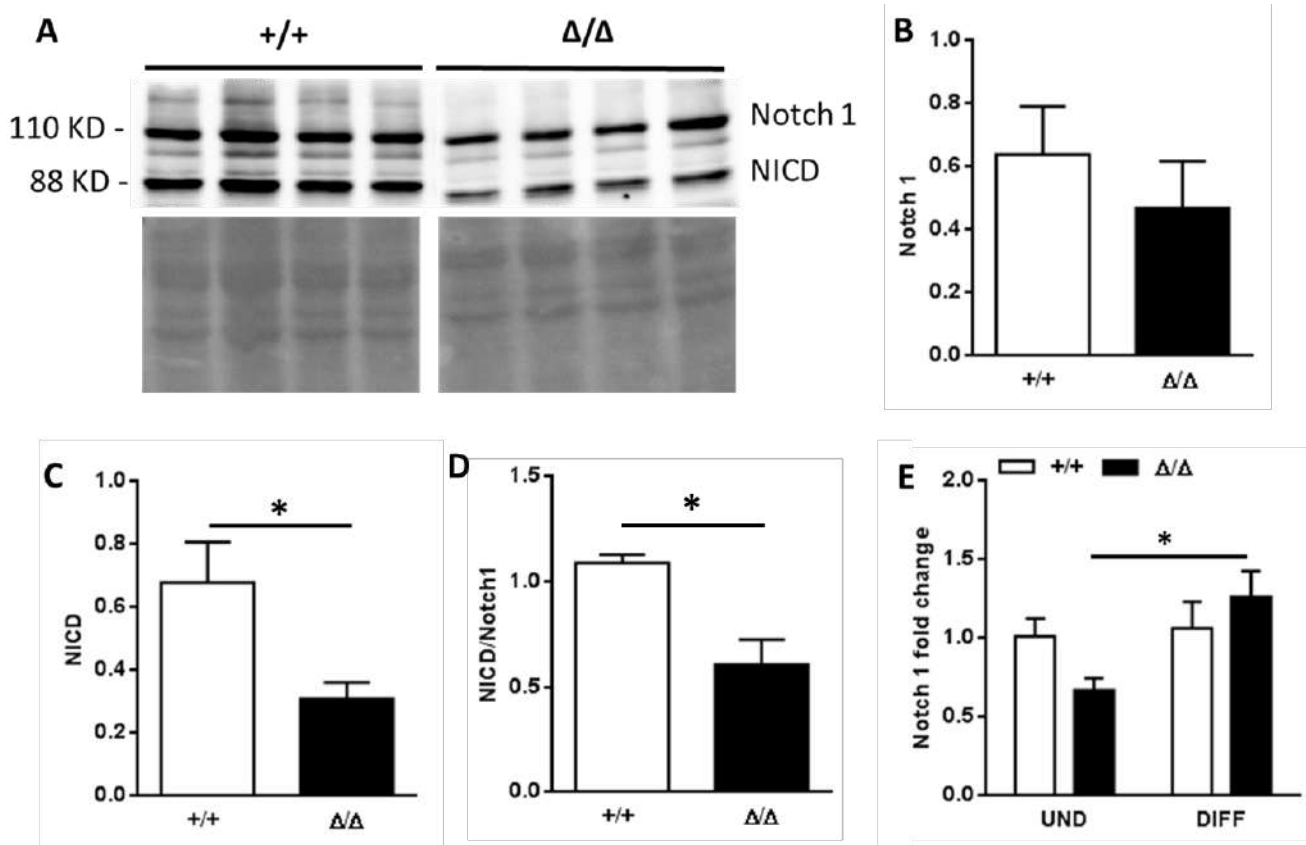 A
+/+
Δ/Δ
110 KD -
88 KD -
Notch 1
NICD
B
1.0
0.8
0.6
0.4
0.2
0.0
Notch 1
+/+
Δ/Δ
C
1.0
0.8
0.6
0.4
0.2
0.0
NICD
*
+/+
Δ/Δ
D
1.5
1.0
0.5
0.0
NICD/Notch1
*
+/+
Δ/Δ
E
+/+
Δ/Δ
2.0
1.5
1.0
0.5
0.0
Notch 1 fold change
*
UND
DIFF